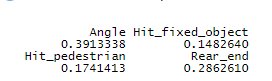 Angle Hit_fixed_object
0.3913338 0.1482640
Hit_pedestrian Rear_end
0.1741413 0.2862610